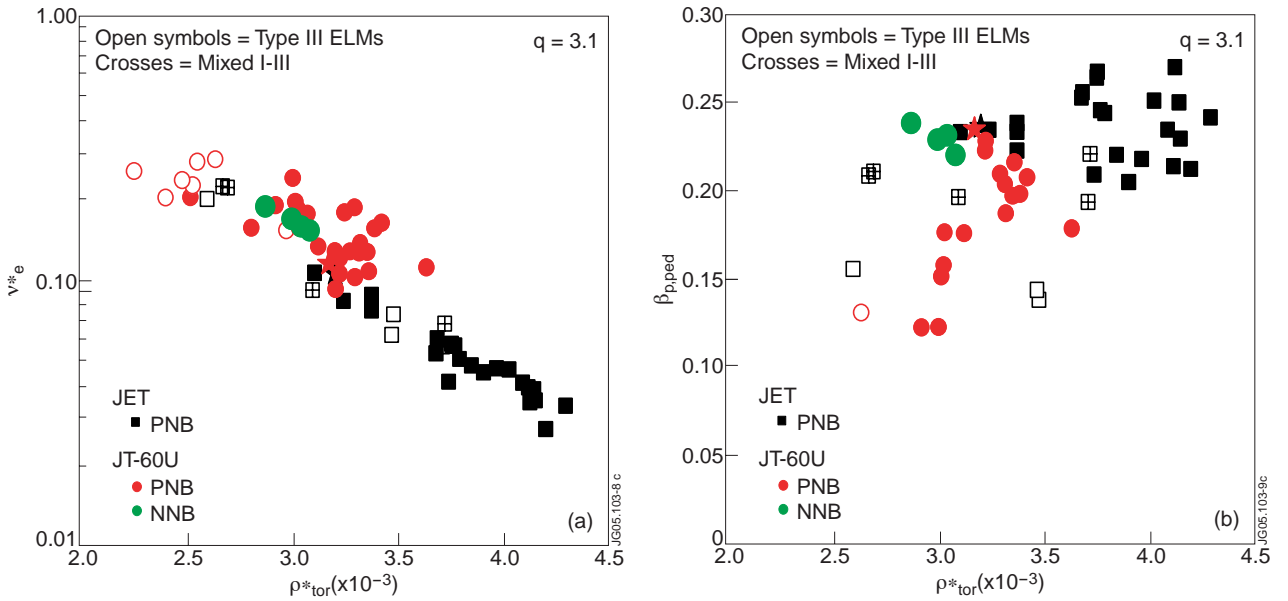 1.00
0.10
0.01
ν*e
Open symbols = Type III ELMs
Crosses = Mixed I-III
q = 3.1
JET
PNB
JT-60U
PNB
NNB
(a)
JG05.103-8 c
2.0 2.5 3.0 3.5 4.0 4.5
ρ*tor(x10−3)
0.30
0.25
0.20
0.15
0.10
0.05
0
βp,ped
Open symbols = Type III ELMs
Crosses = Mixed I-III
q = 3.1
JET
PNB
JT-60U
PNB
NNB
(b)
JG05.103-9c
2.0 2.5 3.0 3.5 4.0 4.5
ρ*tor(x10−3)